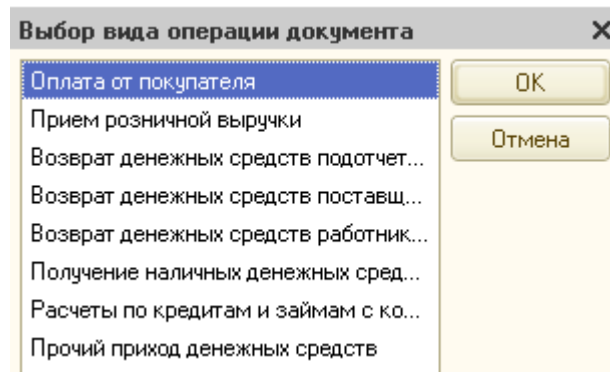 Выбор вида операции документа
Оплата от покупателя
Прием розничной выручки
Возврат денежных средств подотчет...
Возврат денежных средств поставщ...
Возврат денежных средств работник...
Получение наличных денежных сред...
Расчеты по кредитам и займам с ко...
Прочий приход денежных средств
OK
Отмена